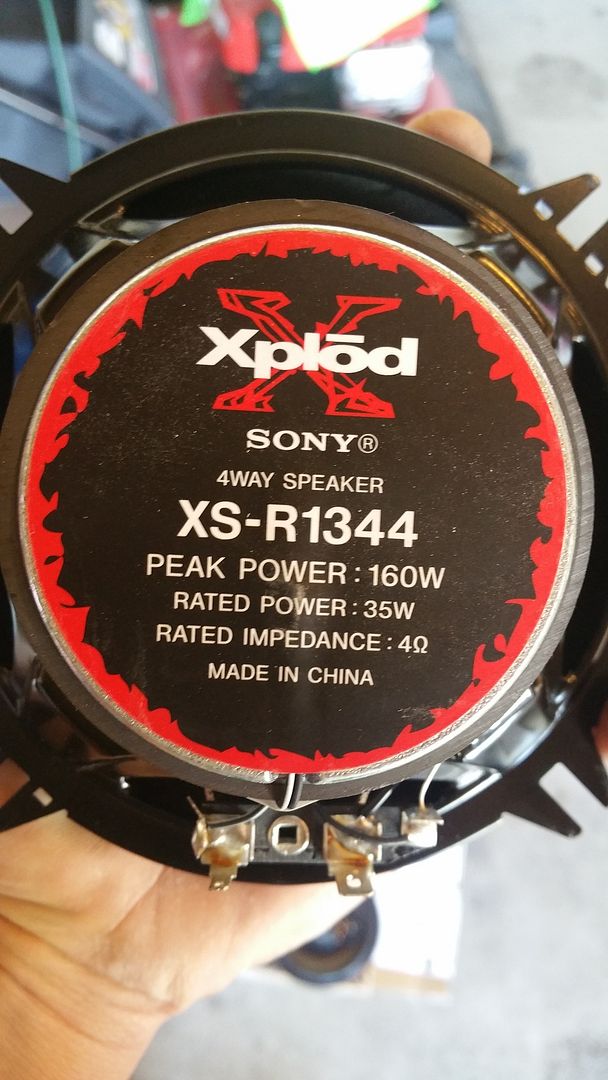 Xplōd
SONY®
4WAY SPEAKER
XS-R1344
PEAK POWER : 160W
RATED POWER : 35W
RATED IMPEDANCE : 4Ω
MADE IN CHINA